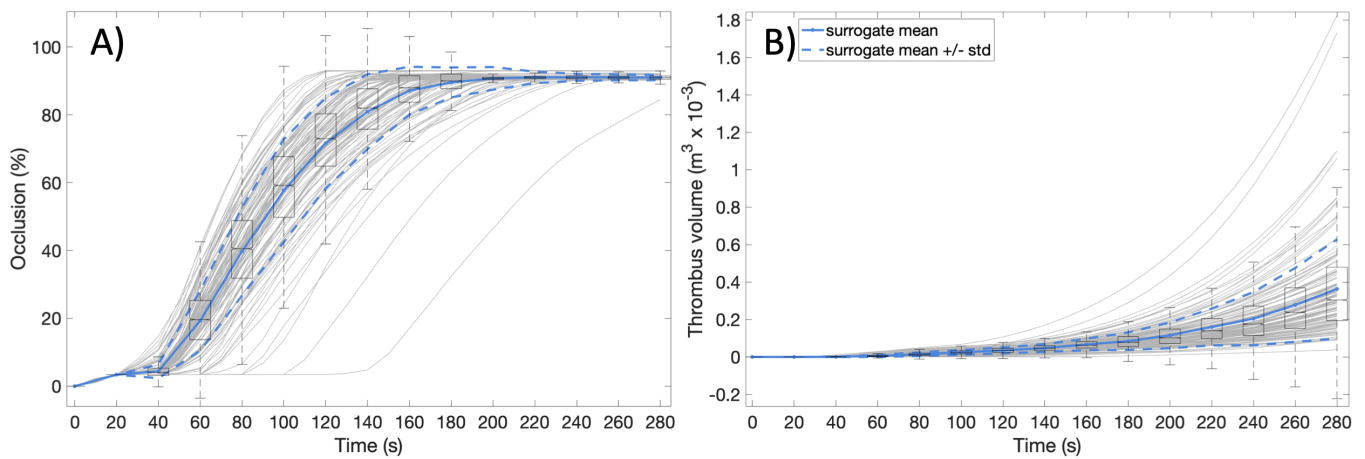 A)
Occlusion (%)
100
80
60
40
20
0
0 20 40 60 80 100 120 140 160 180 200 220 240 260 280
Time (s)
B)
surrogate mean
surrogate mean +/- std
Thrombus volume (m³ x 10⁻³)
1.8
1.6
1.4
1.2
1
0.8
0.6
0.4
0.2
0
-0.2
0 20 40 60 80 100 120 140 160 180 200 220 240 260 280
Time (s)